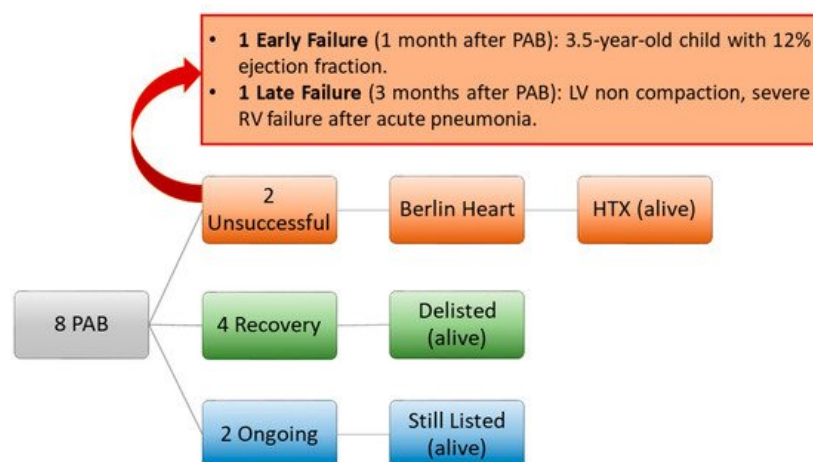 • 1 Early Failure (1 month after PAB): 3.5-year-old child with 12%
ejection fraction.
• 1 Late Failure (3 months after PAB): LV non compaction, severe
RV failure after acute pneumonia.
2
Unsuccessful
Berlin Heart
HTX (alive)
8 PAB
4 Recovery
Delisted
(alive)
2 Ongoing
Still Listed
(alive)